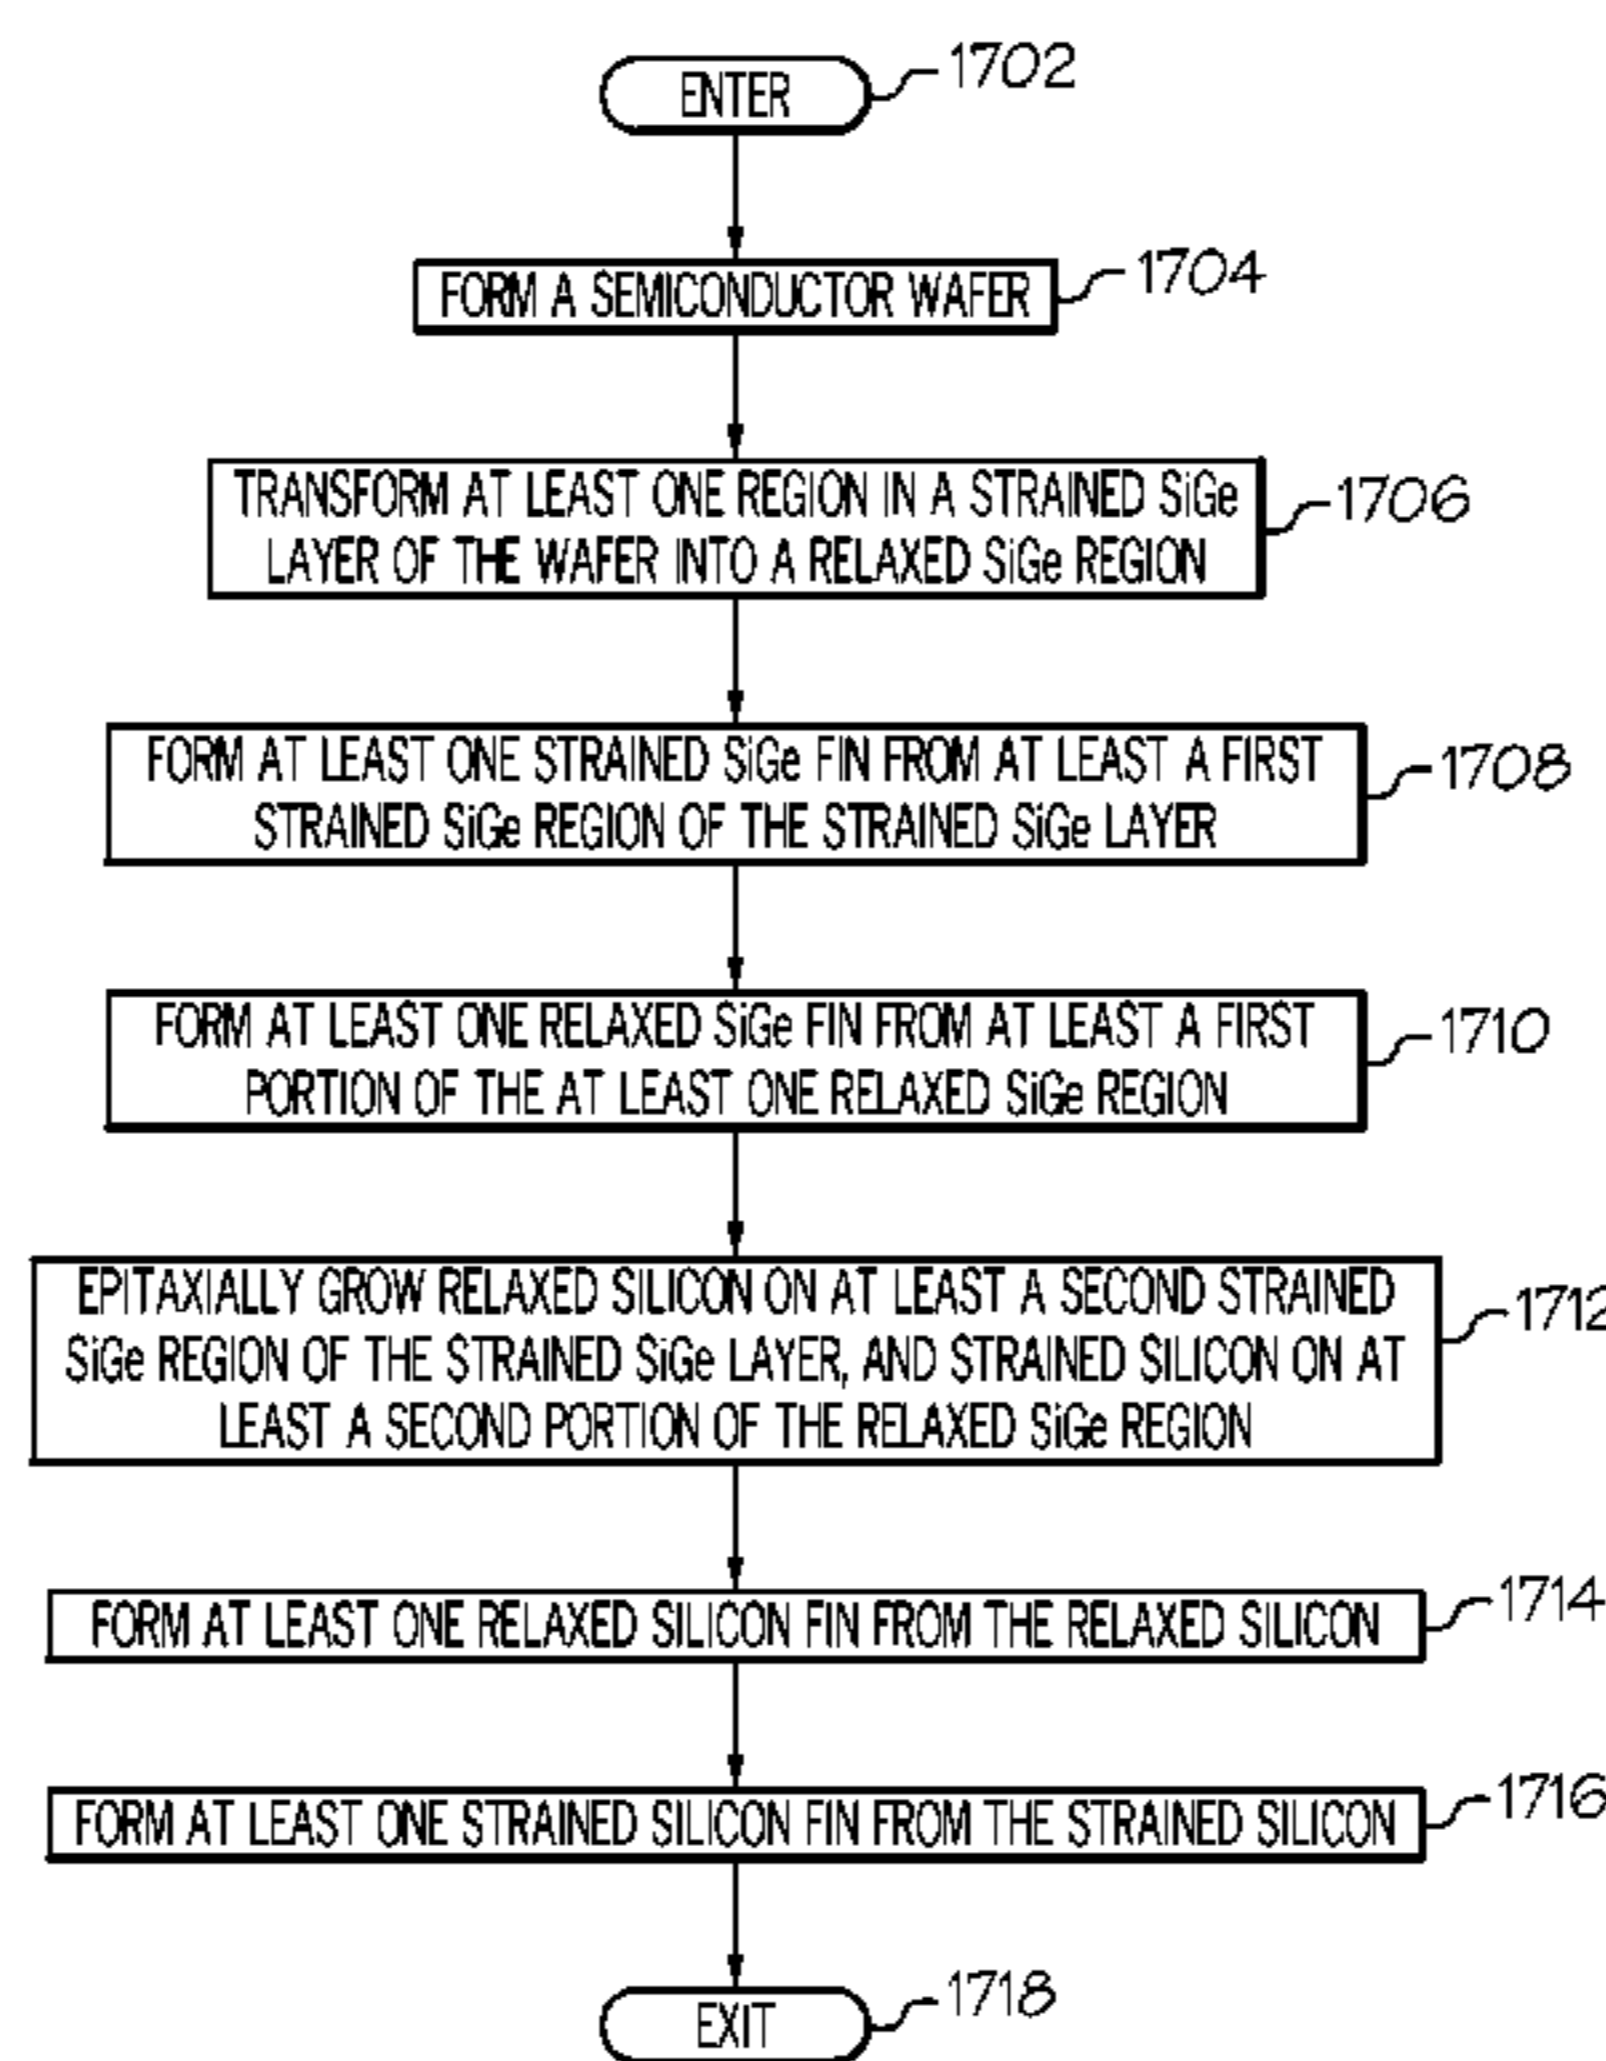 ENTER
1702
FORM A SEMICONDUCTOR WAFER
1704
TRANSFORM AT LEAST ONE REGION IN A STRAINED SiGe
LAYER OF THE WAFER INTO A RELAXED SiGe REGION
1706
FORM AT LEAST ONE STRAINED SiGe FIN FROM AT LEAST A FIRST
STRAINED SiGe REGION OF THE STRAINED SiGe LAYER
1708
FORM AT LEAST ONE RELAXED SiGe FIN FROM AT LEAST A FIRST
PORTION OF THE AT LEAST ONE RELAXED SiGe REGION
1710
EPITAXIALLY GROW RELAXED SILICON ON AT LEAST A SECOND STRAINED
SiGe REGION OF THE STRAINED SiGe LAYER, AND STRAINED SILICON ON AT
LEAST A SECOND PORTION OF THE RELAXED SiGe REGION
1712
FORM AT LEAST ONE RELAXED SILICON FIN FROM THE RELAXED SILICON
1714
FORM AT LEAST ONE STRAINED SILICON FIN FROM THE STRAINED SILICON
1716
EXIT
1718